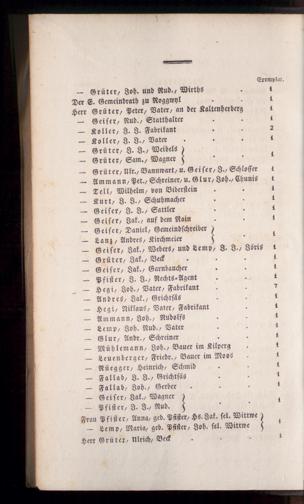 Exemplar.
— Grüter, Joh. und Rud., Wirths . 1
Der E. Gemeindrath zu Roggwyl . . 1
Herr Grüter, Peter, Vater, an der Kaltenherberg 1
— Geiser, Rud., Statthalter . . 1
— Koller, J. J. Fabrikant . . 2
— Koller, J. J., Vater . . 1
— Grüter, J. J., Weibels }
— Grüter, Sam., Wagner } . . 1
— Grüter, Ulr., Bannwart, u. Geiser, J., Schlosser 1
— Ammann, Pet., Schreiner, u. Glur, Joh., Thunis 1
— Tell, Wilhelm, von Biderstein . 1
— Kurt, J. J., Schuhmacher . . 1
— Geiser, J. J., Sattler . . 1
— Geiser, Jak., auf dem Rain . . 1
— Geiser, Daniel, Gemeindschreiber }
— Lanz, Andres, Kirchmeier } . 1
— Geiser, Jak., Webers, und Lemp, J. J., Jöris 1
— Grüter, Jak., Beck . . 1
— Geiser, Jak., Garnbaucher . . 1
— Pfister, J. J., Rechts-Agent . . 1
— Hegi, Joh., Vater, Fabrikant . . 7
— Andres, Jak., Grichtsäs . . 1
— Hegi, Niklaus, Vater, Fabrikant . 1
— Ammann, Joh., Rudolfs . . 1
— Lemp, Joh. Rud., Vater . . 1
— Glur, Andr., Schreiner . . 1
— Mühlemann, Joh., Bauer im Kilperg . 1
— Leuenberger, Friedr., Bauer im Moos . 1
— Rüegger, Heinrich, Schmid . . 1
— Fallab, J. J., Grichtsäs . . 1
— Fallab, Joh., Gerber . . 1
— Geiser, Jak., Wagner }
— Pfister, J. J., Rud. } . . 1
Frau Pfister, Anna, geb. Pfister, Hs. Jak. sel. Wittwe }
— Lemp, Maria, geb. Pfister, Joh. sel. Wittwe } 1
Herr Grüter, Ulrich, Beck . . 1